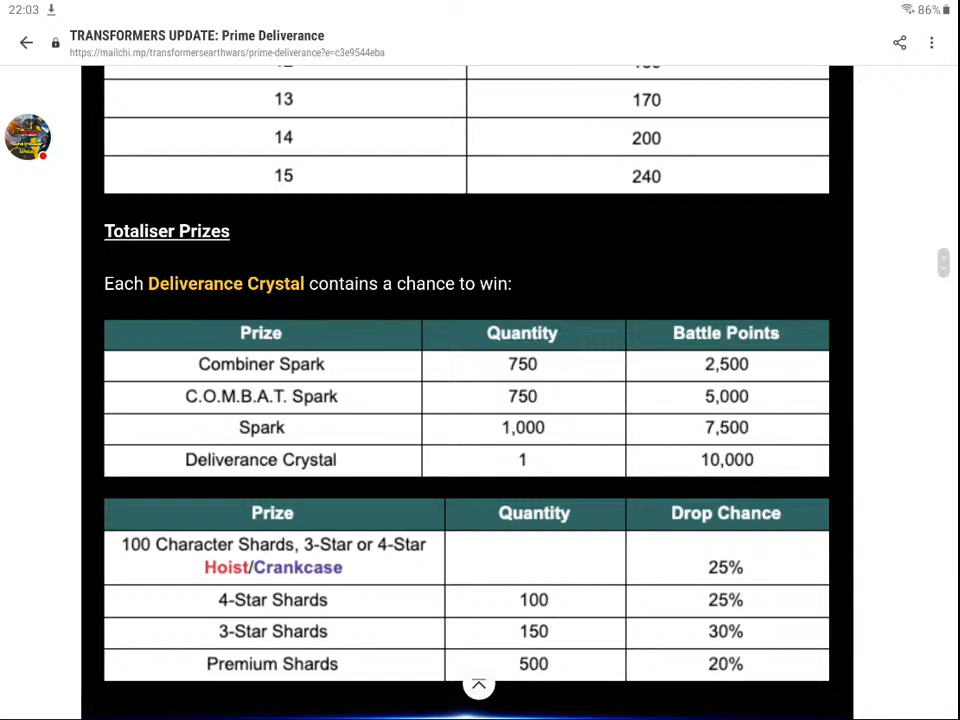 22:03
86%
TRANSFORMERS UPDATE: Prime Deliverance
https://mailchi.mp/transformersearthwars/prime-deliverance?e=c3e9544eba
13 170
14 200
15 240
Totaliser Prizes
Each Deliverance Crystal contains a chance to win:
Prize Quantity Battle Points
Combiner Spark 750 2,500
C.O.M.B.A.T. Spark 750 5,000
Spark 1,000 7,500
Deliverance Crystal 1 10,000
Prize Quantity Drop Chance
100 Character Shards, 3-Star or 4-Star
Hoist/Crankcase 25%
4-Star Shards 100 25%
3-Star Shards 150 30%
Premium Shards 500 20%